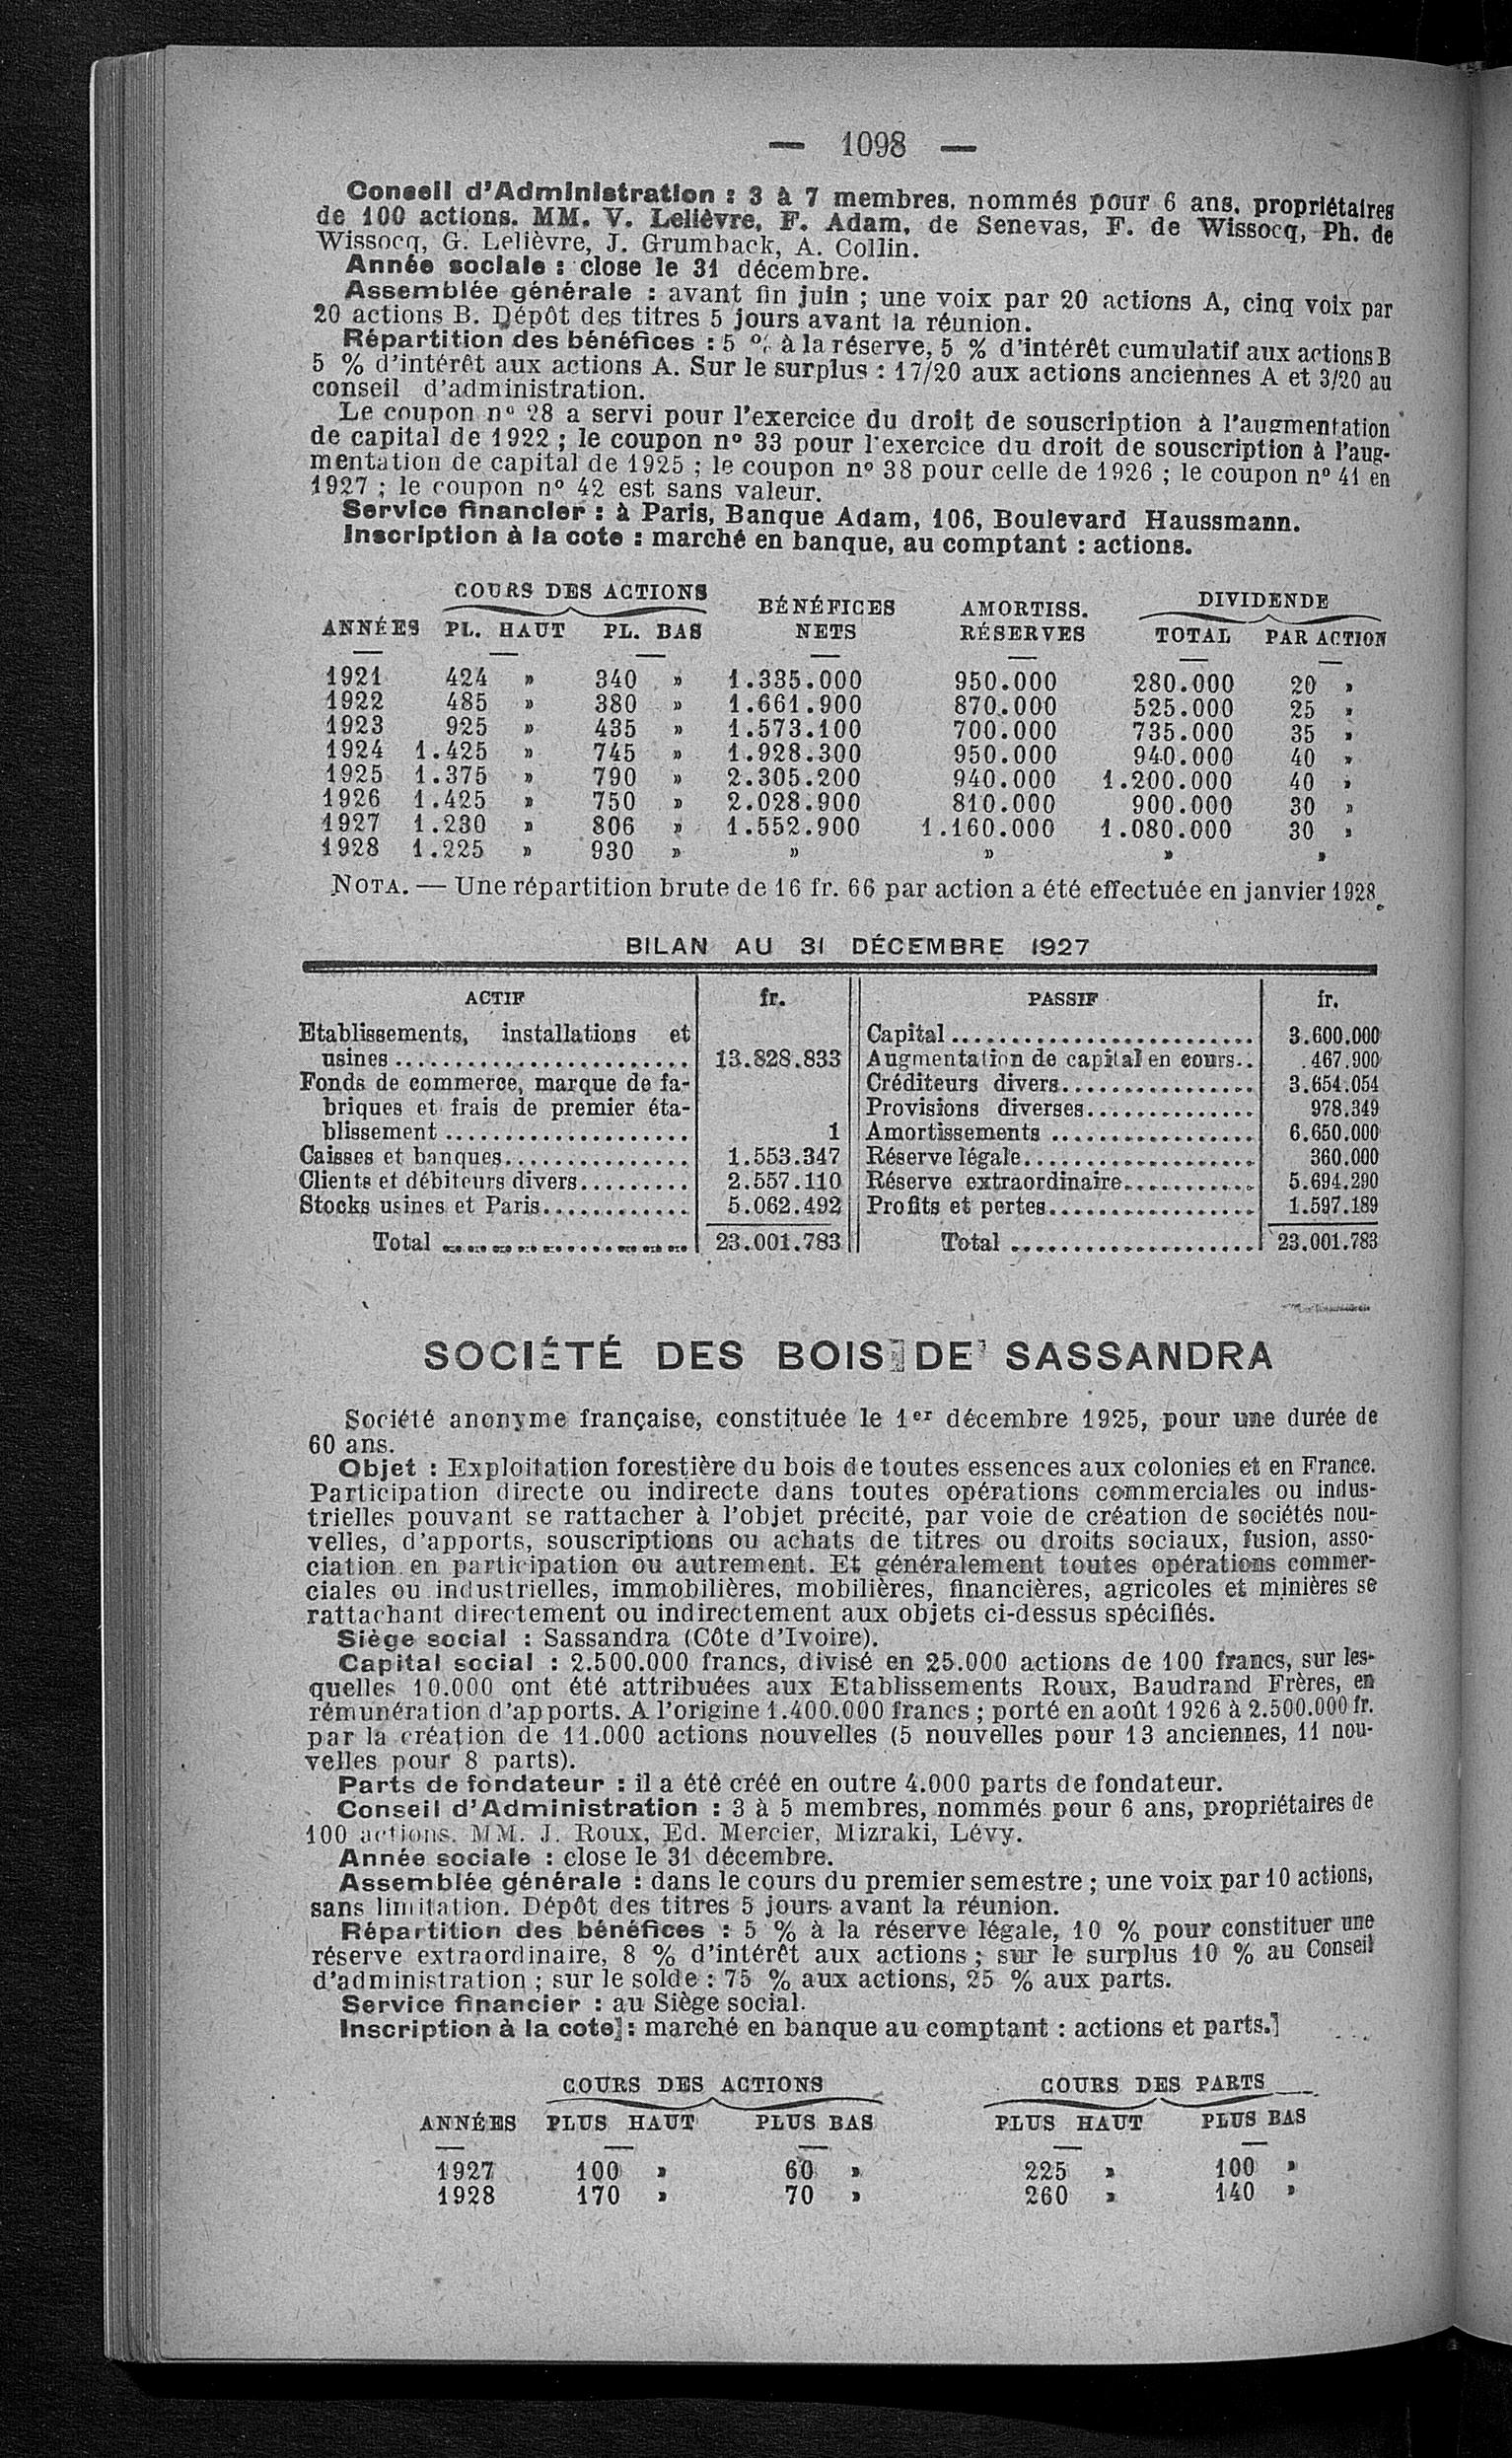 — 1098 —
Conseil d'Administration : 3 à 7 membres, nommés pour 6 ans, propriétaires
de 100 actions. MM. V. Lelièvre, F. Adam, de Senevas, F. de Wissocq, Ph. de
Wissocq, G. Lelièvre, J. Grumback, A. Collin.
Année sociale : close le 31 décembre.
Assemblée générale : avant fin juin ; une voix par 20 actions A, cinq voix par
20 actions B. Dépôt des titres 5 jours avant la réunion.
Répartition des bénéfices : 5 % à la réserve, 5 % d'intérêt cumulatif aux actions B
5 % d'intérêt aux actions A. Sur le surplus : 17/20 aux actions anciennes A et 3/20 au
conseil d'administration.
Le coupon nº 28 a servi pour l'exercice du droit de souscription à l'augmentation
de capital de 1922 ; le coupon nº 33 pour l'exercice du droit de souscription à l'aug-
mentation de capital de 1925 ; le coupon nº 38 pour celle de 1926 ; le coupon nº 41 en
1927 ; le coupon nº 42 est sans valeur.
Service financier : à Paris, Banque Adam, 106, Boulevard Haussmann.
Inscription à la cote : marché en banque, au comptant : actions.
COURS DES ACTIONS BÉNÉFICES AMORTISS. DIVIDENDE
ANNÉES PL. HAUT PL. BAS NETS RÉSERVES TOTAL PAR ACTION
1921 424 » 340 » 1.335.000 950.000 280.000 20 »
1922 485 » 380 » 1.661.900 870.000 525.000 25 »
1923 925 » 435 » 1.573.100 700.000 735.000 35 »
1924 1.425 » 745 » 1.928.300 950.000 940.000 40 »
1925 1.375 » 790 » 2.305.200 940.000 1.200.000 40 »
1926 1.425 » 750 » 2.028.900 810.000 900.000 30 »
1927 1.230 » 806 » 1.552.900 1.160.000 1.080.000 30 »
1928 1.225 » 930 » » » » »
NOTA. — Une répartition brute de 16 fr. 66 par action a été effectuée en janvier 1928.
BILAN AU 31 DÉCEMBRE 1927
ACTIF fr. PASSIF fr.
Etablissements, installations et Capital ......................... 3.600.000
usines ........................ 13.828.833 Augmentation de capital en cours.. 467.900
Fonds de commerce, marque de fa- Créditeurs divers................ 3.654.054
briques et frais de premier éta- Provisions diverses.............. 978.349
blissement .................... 1 Amortissements ................. 6.650.000
Caisses et banques............... 1.553.347 Réserve légale................... 360.000
Clients et débiteurs divers......... 2.557.110 Réserve extraordinaire........... 5.694.290
Stocks usines et Paris............ 5.062.492 Profits et pertes................. 1.597.189
Total .................... 23.001.783 Total .................... 23.001.783
SOCIÉTÉ DES BOIS DE SASSANDRA
Société anonyme française, constituée le 1er décembre 1925, pour une durée de
60 ans.
Objet : Exploitation forestière du bois de toutes essences aux colonies et en France.
Participation directe ou indirecte dans toutes opérations commerciales ou indus-
trielles pouvant se rattacher à l'objet précité, par voie de création de sociétés nou-
velles, d'apports, souscriptions ou achats de titres ou droits sociaux, fusion, asso-
ciation en participation ou autrement. Et généralement toutes opérations commer-
ciales ou industrielles, immobilières, mobilières, financières, agricoles et minières se
rattachant directement ou indirectement aux objets ci-dessus spécifiés.
Siège social : Sassandra (Côte d'Ivoire).
Capital social : 2.500.000 francs, divisé en 25.000 actions de 100 francs, sur les-
quelles 10.000 ont été attribuées aux Etablissements Roux, Baudrand Frères, en
rémunération d'apports. A l'origine 1.400.000 francs ; porté en août 1926 à 2.500.000 fr.
par la création de 11.000 actions nouvelles (5 nouvelles pour 13 anciennes, 11 nou-
velles pour 8 parts).
Parts de fondateur : il a été créé en outre 4.000 parts de fondateur.
Conseil d'Administration : 3 à 5 membres, nommés pour 6 ans, propriétaires de
100 actions. MM. J. Roux, Ed. Mercier, Mizraki, Lévy.
Année sociale : close le 31 décembre.
Assemblée générale : dans le cours du premier semestre ; une voix par 10 actions,
sans limitation. Dépôt des titres 5 jours avant la réunion.
Répartition des bénéfices : 5 % à la réserve légale, 10 % pour constituer une
réserve extraordinaire, 8 % d'intérêt aux actions ; sur le surplus 10 % au Conseil
d'administration ; sur le solde : 75 % aux actions, 25 % aux parts.
Service financier : au Siège social.
Inscription à la cote : marché en banque au comptant : actions et parts.
COURS DES ACTIONS COURS DES PARTS
ANNÉES PLUS HAUT PLUS BAS PLUS HAUT PLUS BAS
1927 100 » 60 » 225 » 100 »
1928 170 » 70 » 260 » 140 »